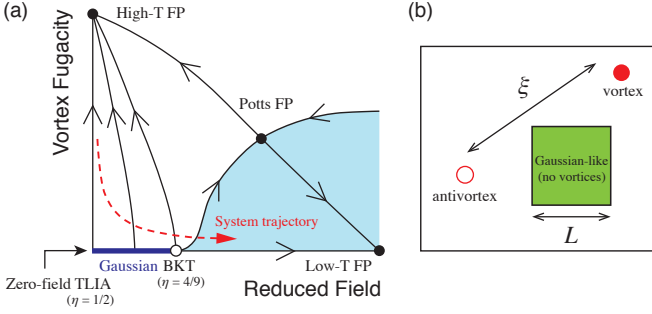 (a)
High-T FP
Vortex Fugacity
Potts FP
System trajectory
Gaussian BKT
(η = 4/9)
Low-T FP
Zero-field TLIA
(η = 1/2)
Reduced Field
(b)
ξ
vortex
antivortex
Gaussian-like
(no vortices)
L